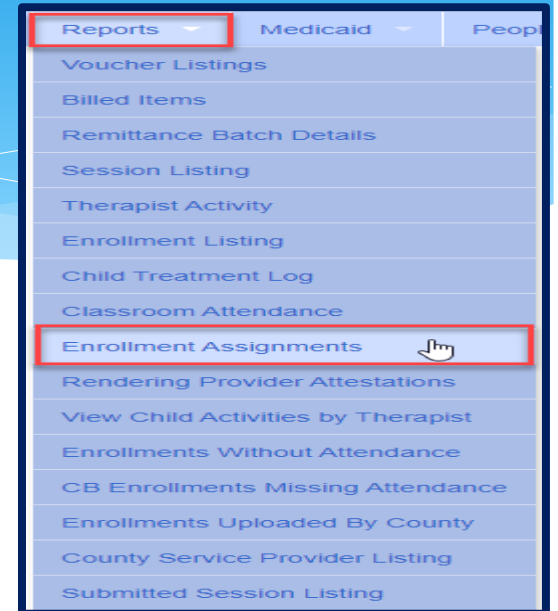 Reports Medicaid Peopl
Voucher Listings
Billed Items
Remittance Batch Details
Session Listing
Therapist Activity
Enrollment Listing
Child Treatment Log
Classroom Attendance
Enrollment Assignments
Rendering Provider Attestations
View Child Activities by Therapist
Enrollments Without Attendance
CB Enrollments Missing Attendance
Enrollments Uploaded By County
County Service Provider Listing
Submitted Session Listing